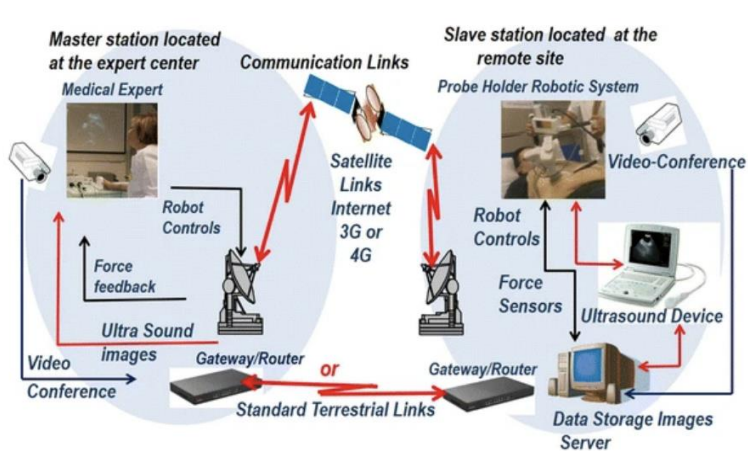 Master station located
at the expert center
Medical Expert
Communication Links
Slave station located at the
remote site
Probe Holder Robotic System
Video-Conference
Satellite
Links
Internet
3G or
4G
Robot
Controls
Force
feedback
Ultra Sound
images
Video
Conference
Gateway/Router
or
Standard Terrestrial Links
Gateway/Router
Robot
Controls
Force
Sensors
Ultrasound Device
Data Storage Images
Server